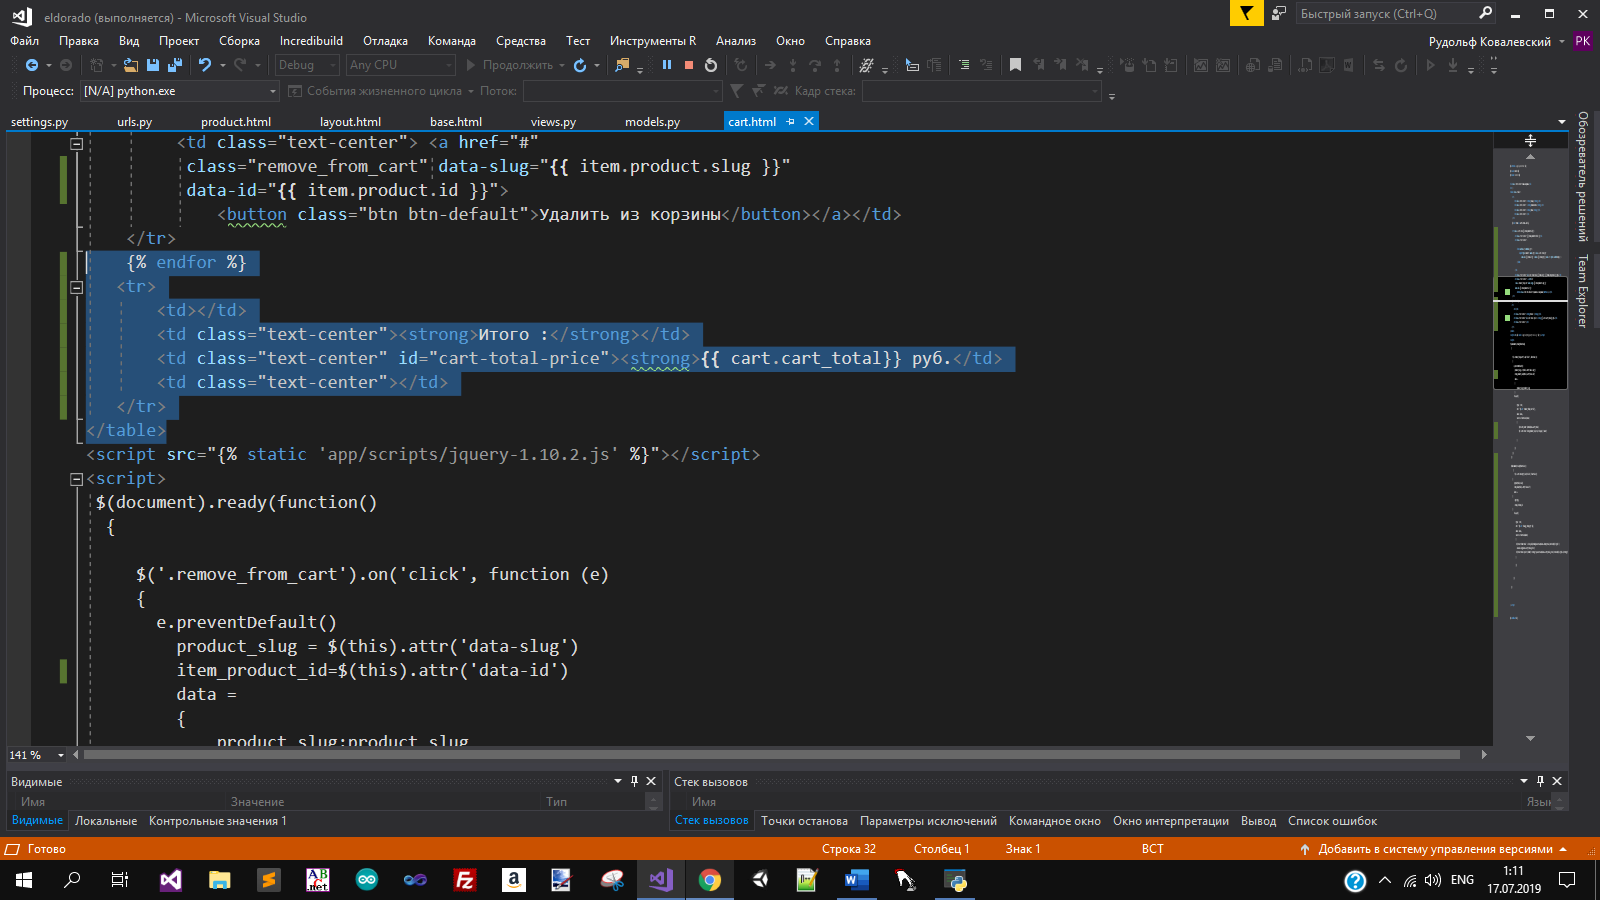 eldorado (выполняется) - Microsoft Visual Studio
Быстрый запуск (Ctrl+Q)
Файл Правка Вид Проект Сборка Incredibuild Отладка Команда Средства Тест Инструменты R Анализ Окно Справка
Рудольф Ковалевский РК
Debug Any CPU Продолжить
Процесс: [N/A] python.exe События жизненного цикла Поток: Кадр стека:
settings.py urls.py product.html layout.html base.html views.py models.py cart.html
<td class="text-center"> <a href="#"
class="remove_from_cart" data-slug="{{ item.product.slug }}"
data-id="{{ item.product.id }}">
<button class="btn btn-default">Удалить из корзины</button></a></td>
</tr>
{% endfor %}
<tr>
<td></td>
<td class="text-center"><strong>Итого :</strong></td>
<td class="text-center" id="cart-total-price"><strong>{{ cart.cart_total}} руб.</td>
<td class="text-center"></td>
</tr>
</table>
<script src="{% static 'app/scripts/jquery-1.10.2.js' %}"></script>
<script>
$(document).ready(function()
{
$('.remove_from_cart').on('click', function (e)
{
e.preventDefault()
product_slug = $(this).attr('data-slug')
item_product_id=$(this).attr('data-id')
data =
{
product_slug:product_slug
Обозреватель решений
Team Explorer
141 %
Видимые
Имя Значение Тип
Видимые Локальные Контрольные значения 1
Стек вызовов
Имя Язык
Стек вызовов Точки останова Параметры исключений Командное окно Окно интерпретации Вывод Список ошибок
Готово Строка 32 Столбец 1 Знак 1 ВСТ Добавить в систему управления версиями
ENG
1:11
17.07.2019